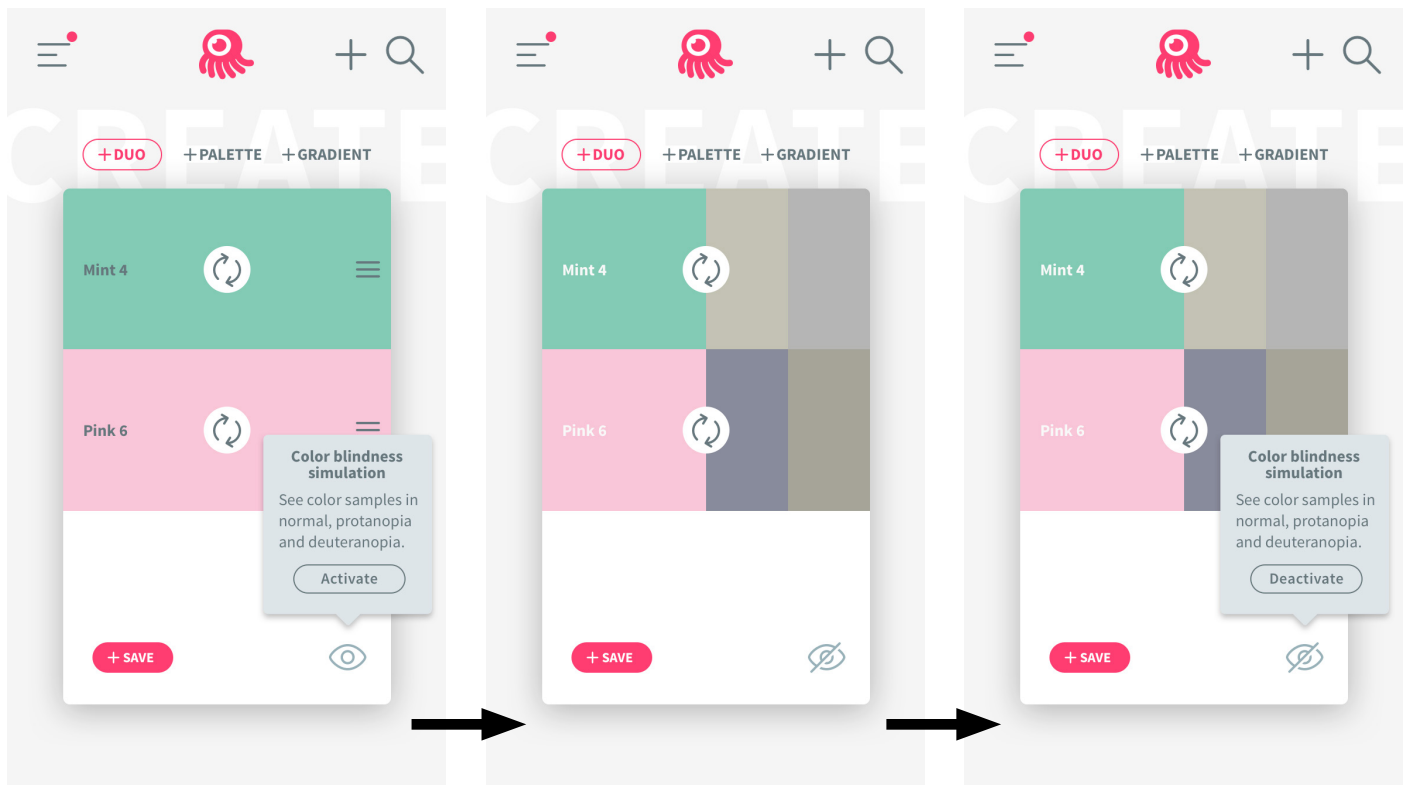 CREATE
+DUO +PALETTE +GRADIENT
Mint 4
Pink 6
Color blindness
simulation
See color samples in
normal, protanopia
and deuteranopia.
Activate
+ SAVE
CREATE
+DUO +PALETTE +GRADIENT
Mint 4
Pink 6
+ SAVE
CREATE
+DUO +PALETTE +GRADIENT
Mint 4
Pink 6
Color blindness
simulation
See color samples in
normal, protanopia
and deuteranopia.
Deactivate
+ SAVE